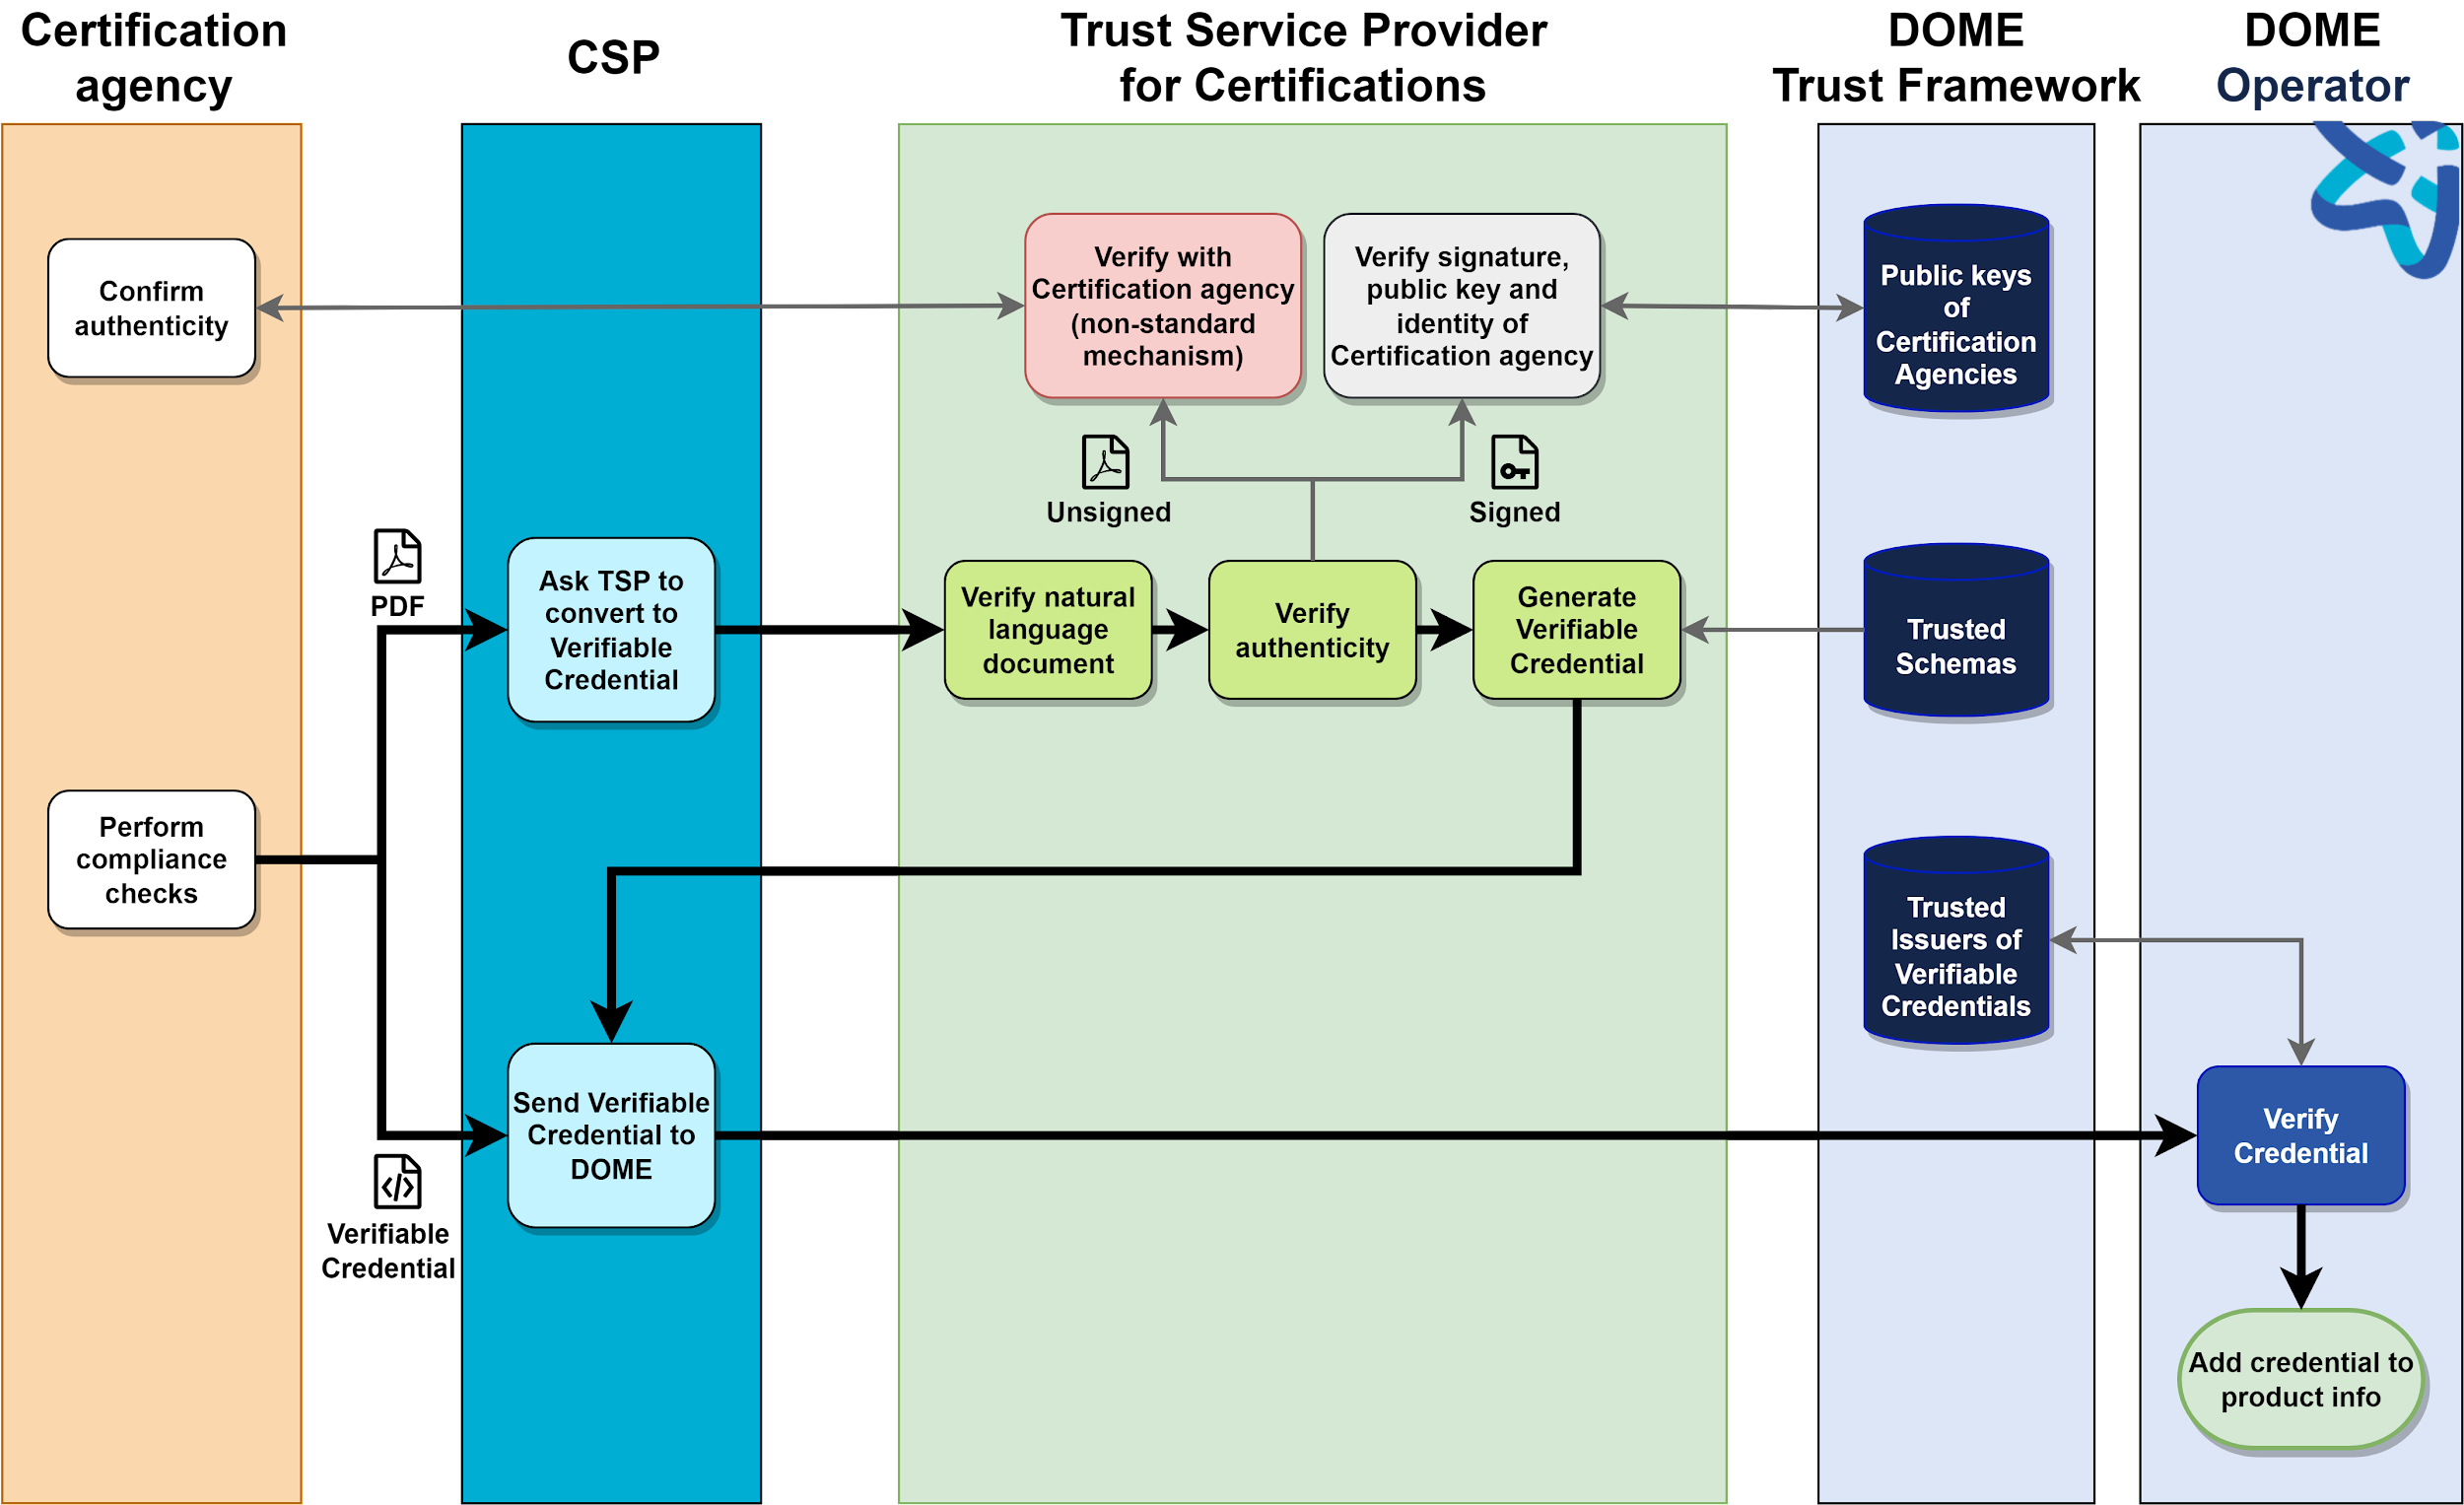 Certification
agency
CSP
Trust Service Provider
for Certifications
DOME
Trust Framework
DOME
Operator
Confirm
authenticity
Verify with
Certification agency
(non-standard
mechanism)
Verify signature,
public key and
identity of
Certification agency
Public keys
of
Certification
Agencies
Unsigned
Signed
PDF
Ask TSP to
convert to
Verifiable
Credential
Verify natural
language
document
Verify
authenticity
Generate
Verifiable
Credential
Trusted
Schemas
Perform
compliance
checks
Trusted
Issuers of
Verifiable
Credentials
Send Verifiable
Credential to
DOME
Verify
Credential
Verifiable
Credential
Add credential to
product info